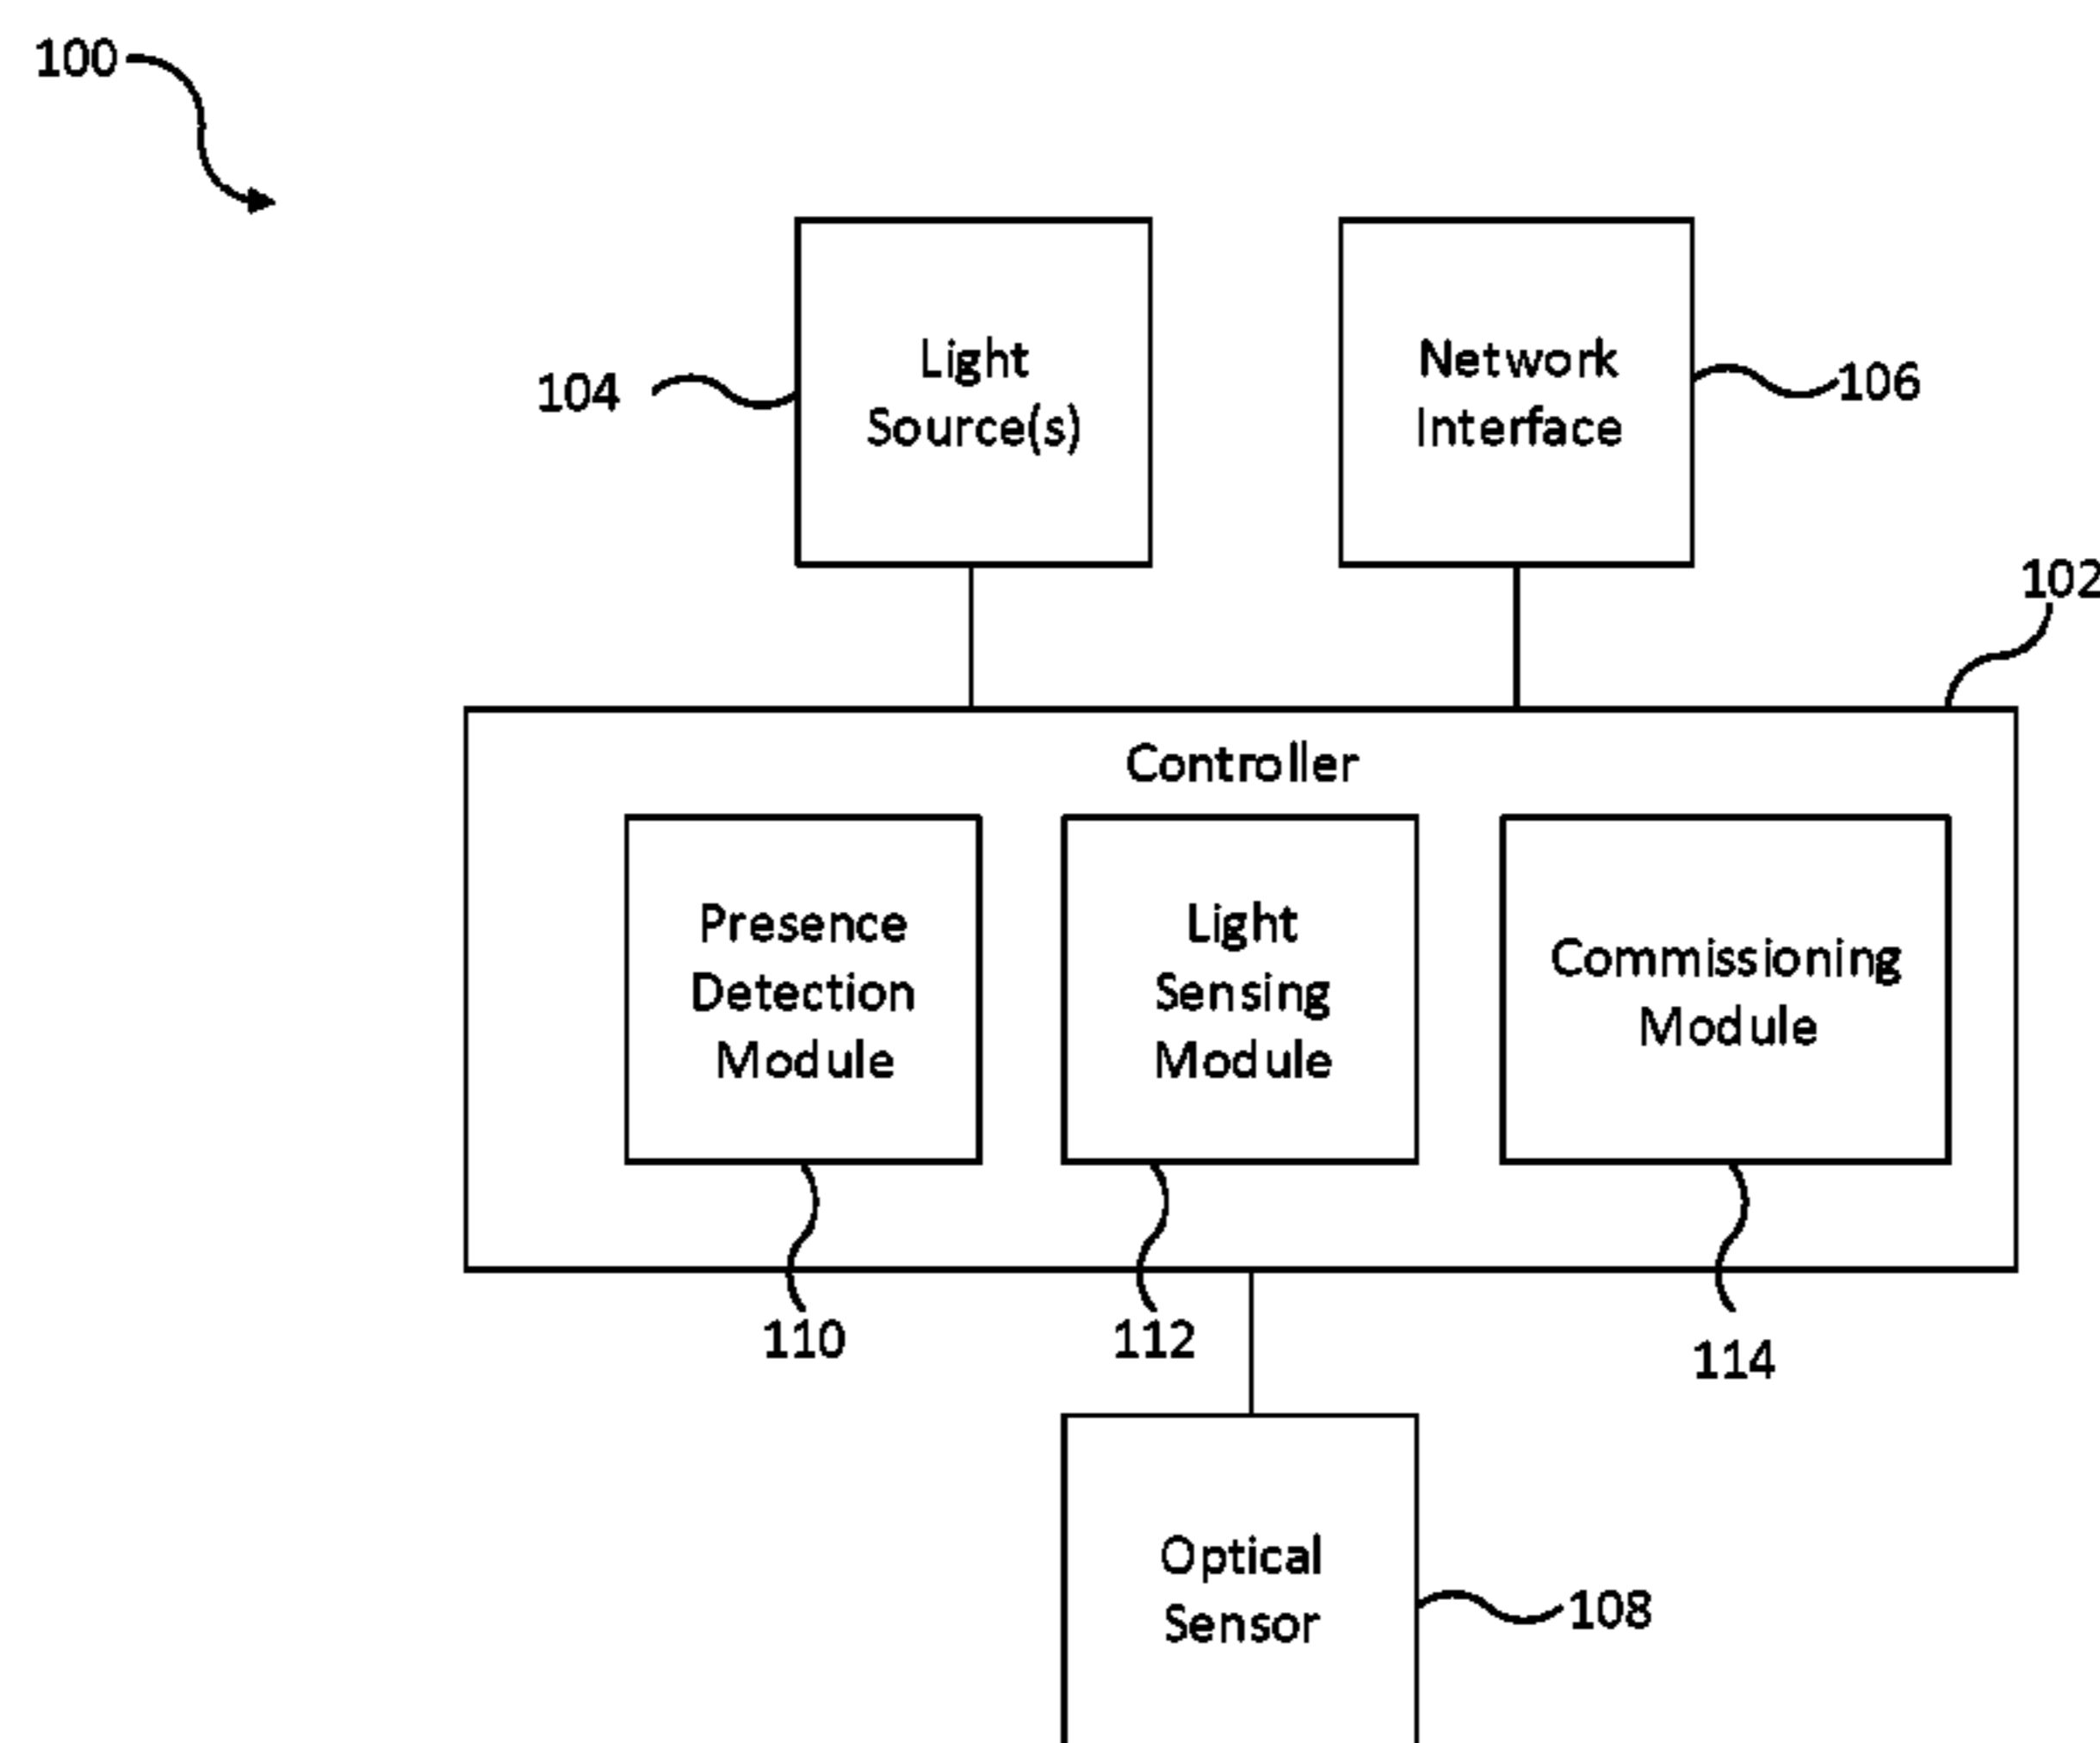 100
Light
Source(s)
104
Network
Interface
106
102
Controller
Presence
Detection
Module
Light
Sensing
Module
Commissioning
Module
110
112
114
Optical
Sensor
108